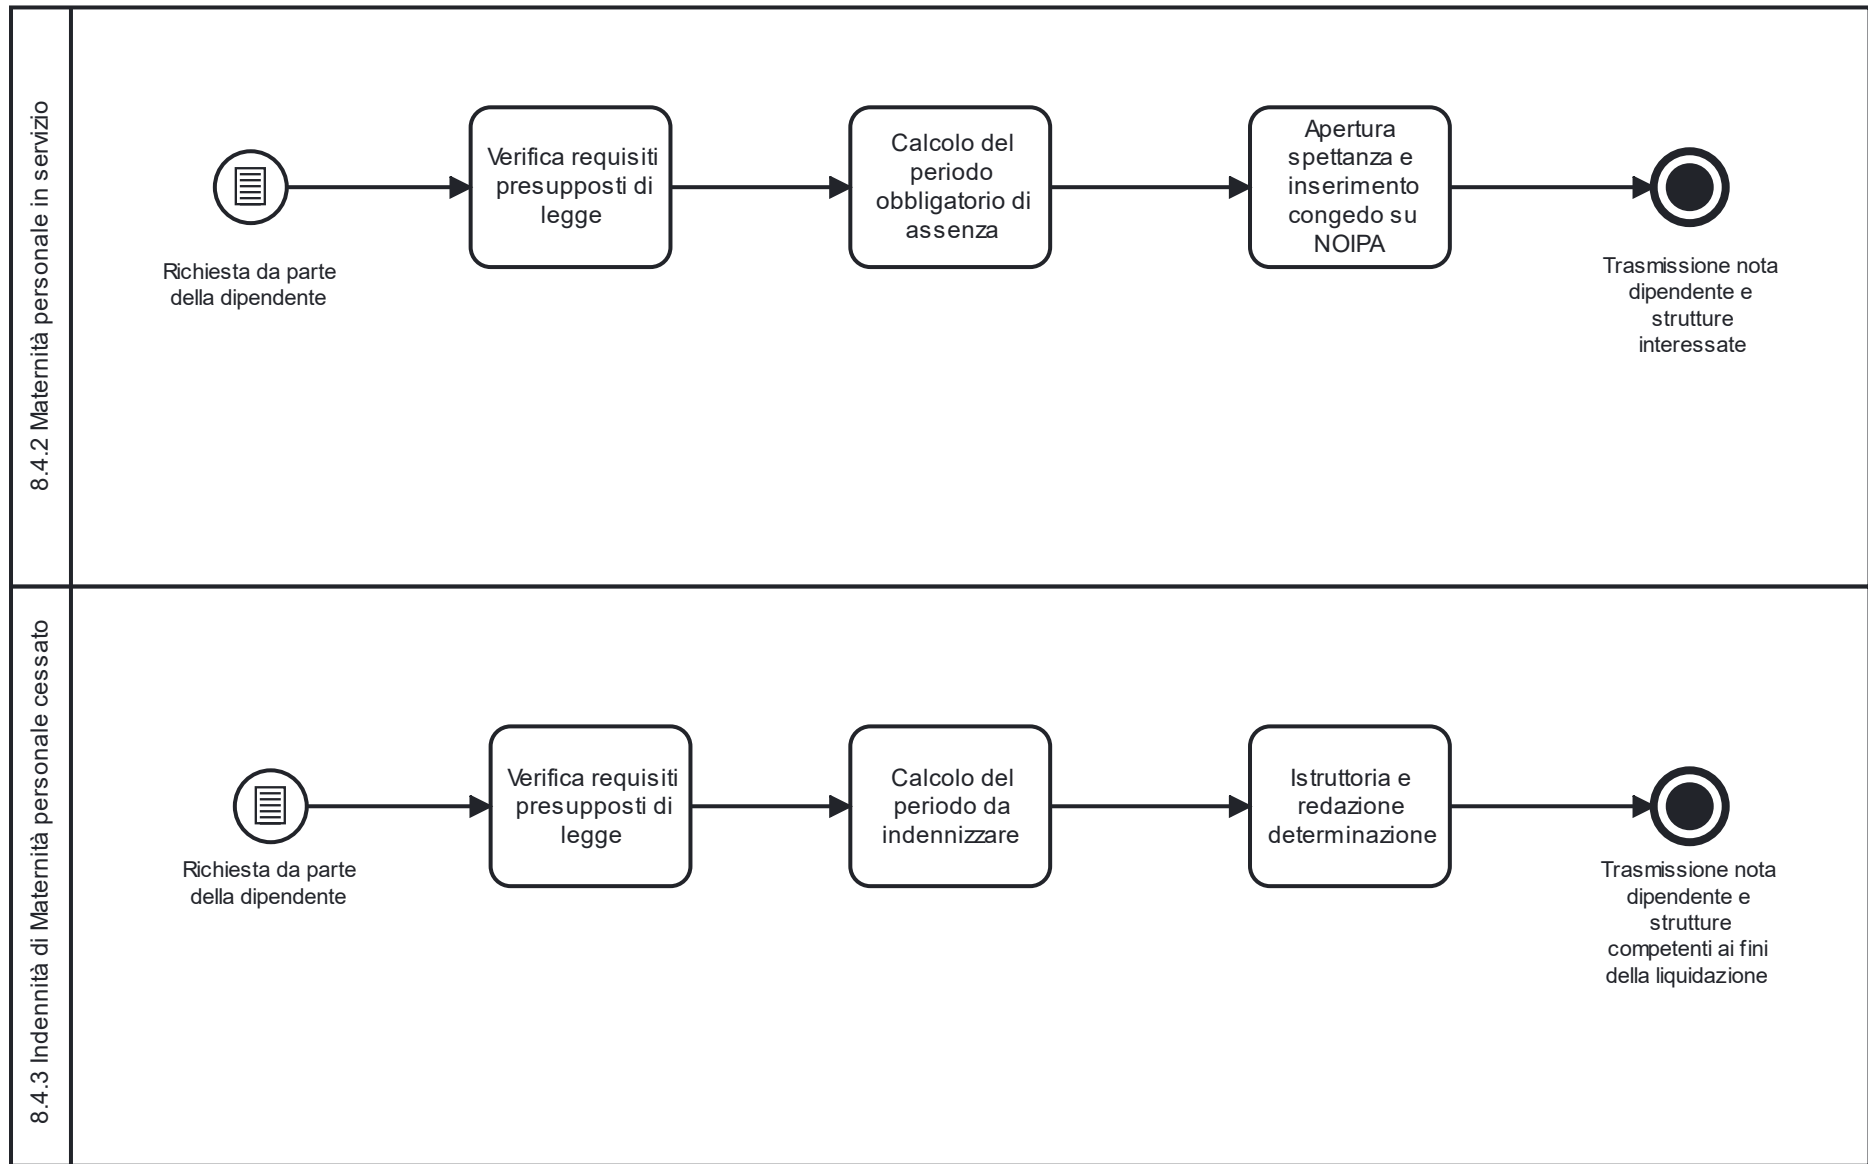 8.4.2 Maternità personale in servizio
Richiesta da parte
della dipendente
Verifica requisiti
presupposti di
legge
Calcolo del
periodo
obbligatorio di
assenza
Apertura
spettanza e
inserimento
congedo su
NOIPA
Trasmissione nota
dipendente e
strutture
interessate
8.4.3 Indennità di Maternità personale cessato
Richiesta da parte
della dipendente
Verifica requisiti
presupposti di
legge
Calcolo del
periodo da
indennizzare
Istruttoria e
redazione
determinazione
Trasmissione nota
dipendente e
strutture
competenti ai fini
della liquidazione